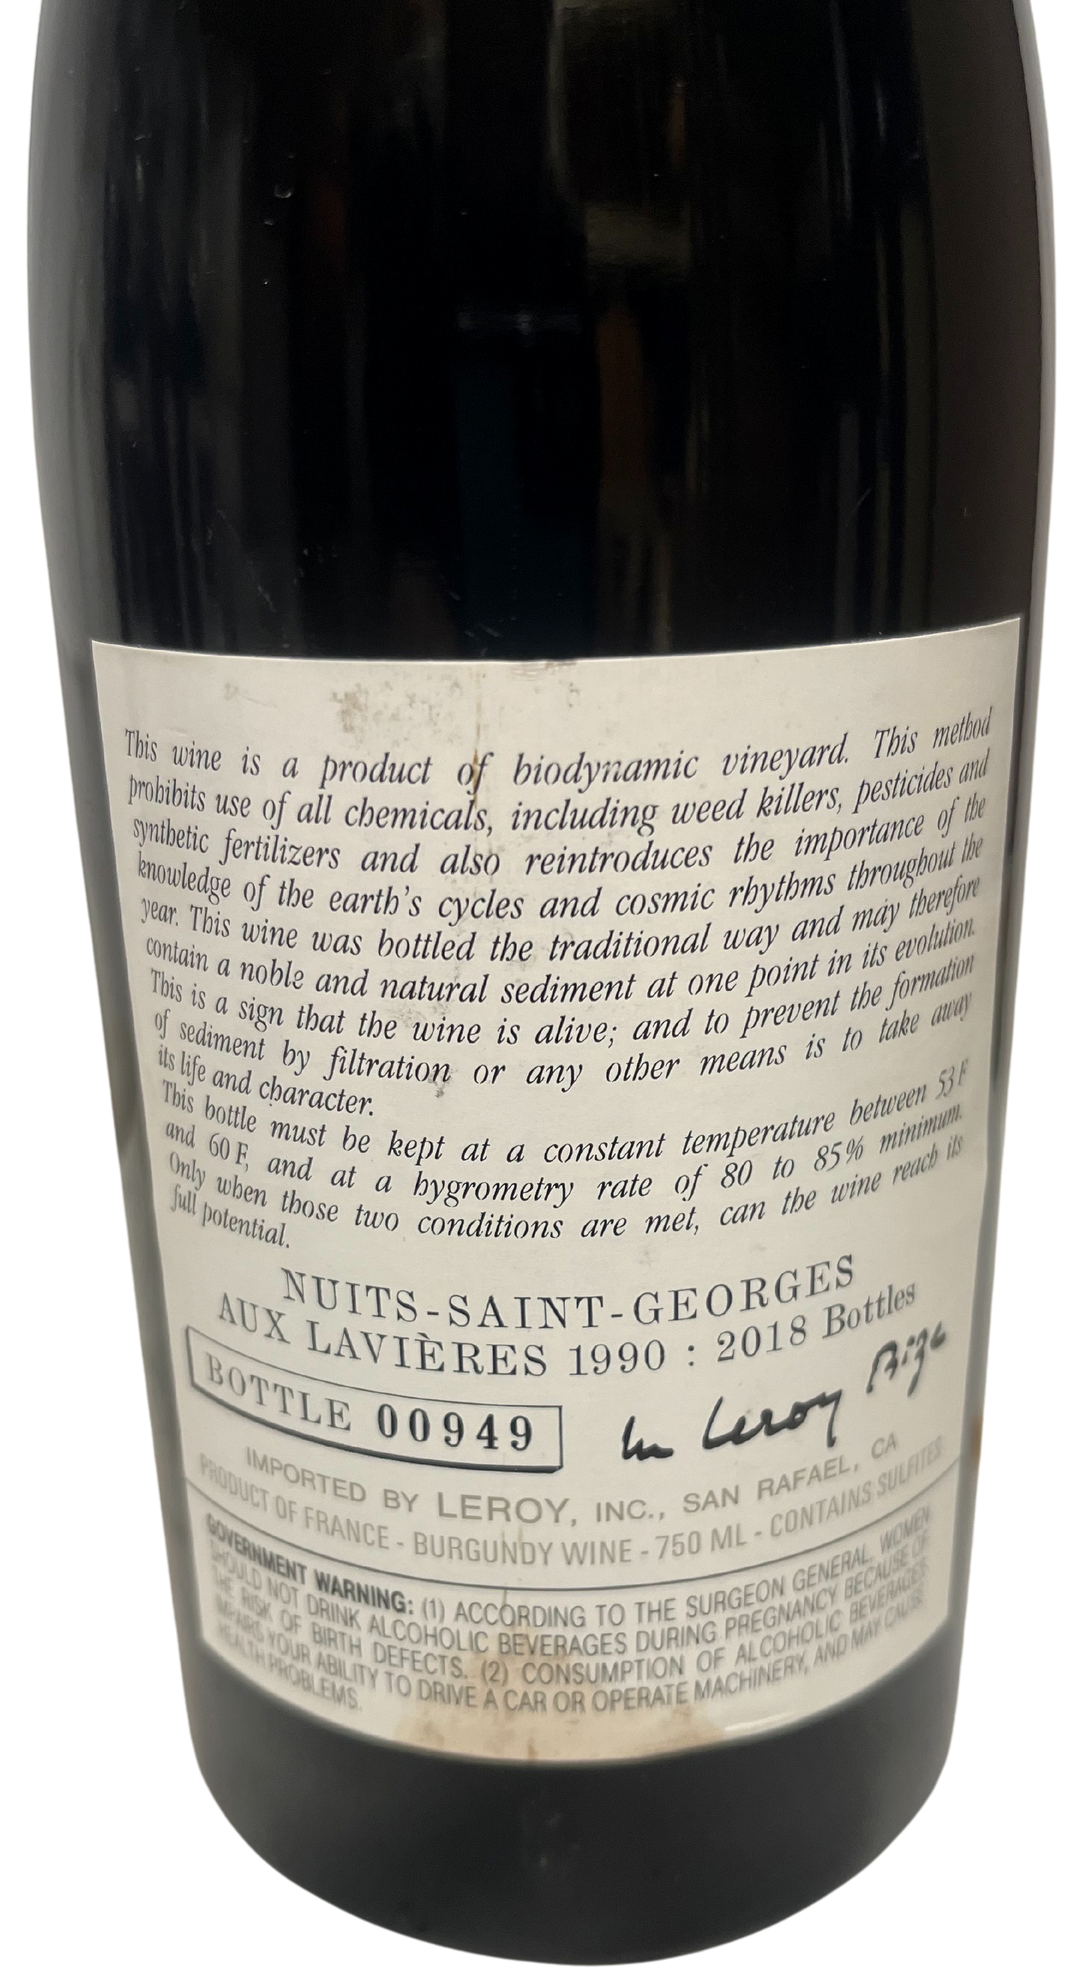 This wine is a product of biodynamic vineyard. This method
prohibits use of all chemicals, including weed killers, pesticides and
synthetic fertilizers and also reintroduces the importance of the
knowledge of the earth's cycles and cosmic rhythms throughout the
year. This wine was bottled the traditional way and may therefore
contain a noble and natural sediment at one point in its evolution.
This is a sign that the wine is alive; and to prevent the formation
of sediment by filtration or any other means is to take away
its life and character.
This bottle must be kept at a constant temperature between 53 F
and 60 F, and at a hygrometry rate of 80 to 85% minimum.
Only when those two conditions are met, can the wine reach its
full potential.
NUITS-SAINT-GEORGES
AUX LAVIÈRES 1990 : 2018 Bottles
BOTTLE 00949
Leroy
IMPORTED BY LEROY, INC., SAN RAFAEL, CA
PRODUCT OF FRANCE - BURGUNDY WINE - 750 ML - CONTAINS SULFITES
GOVERNMENT WARNING: (1) ACCORDING TO THE SURGEON GENERAL, WOMEN
SHOULD NOT DRINK ALCOHOLIC BEVERAGES DURING PREGNANCY BECAUSE OF
THE RISK OF BIRTH DEFECTS. (2) CONSUMPTION OF ALCOHOLIC BEVERAGES
IMPAIRS YOUR ABILITY TO DRIVE A CAR OR OPERATE MACHINERY, AND MAY CAUSE
HEALTH PROBLEMS.